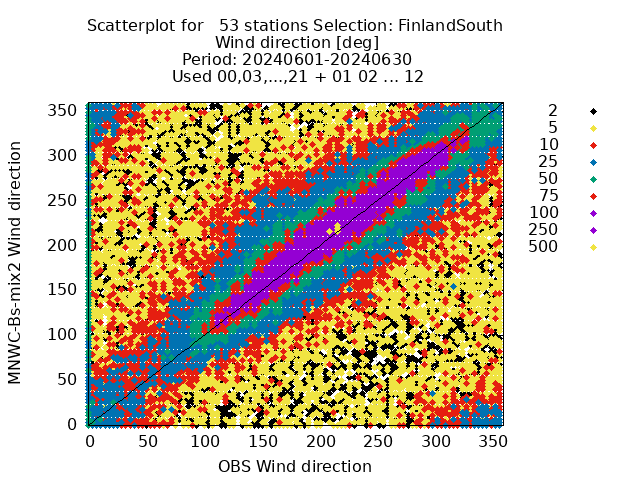 Scatterplot for   53 stations Selection: FinlandSouth
Wind direction [deg]
Period: 20240601-20240630
Used 00,03,...,21 + 01 02 ... 12
MNWC-Bs-mix2 Wind direction
350
300
250
200
150
100
50
0
0 50 100 150 200 250 300 350
OBS Wind direction
2
5
10
25
50
75
100
250
500